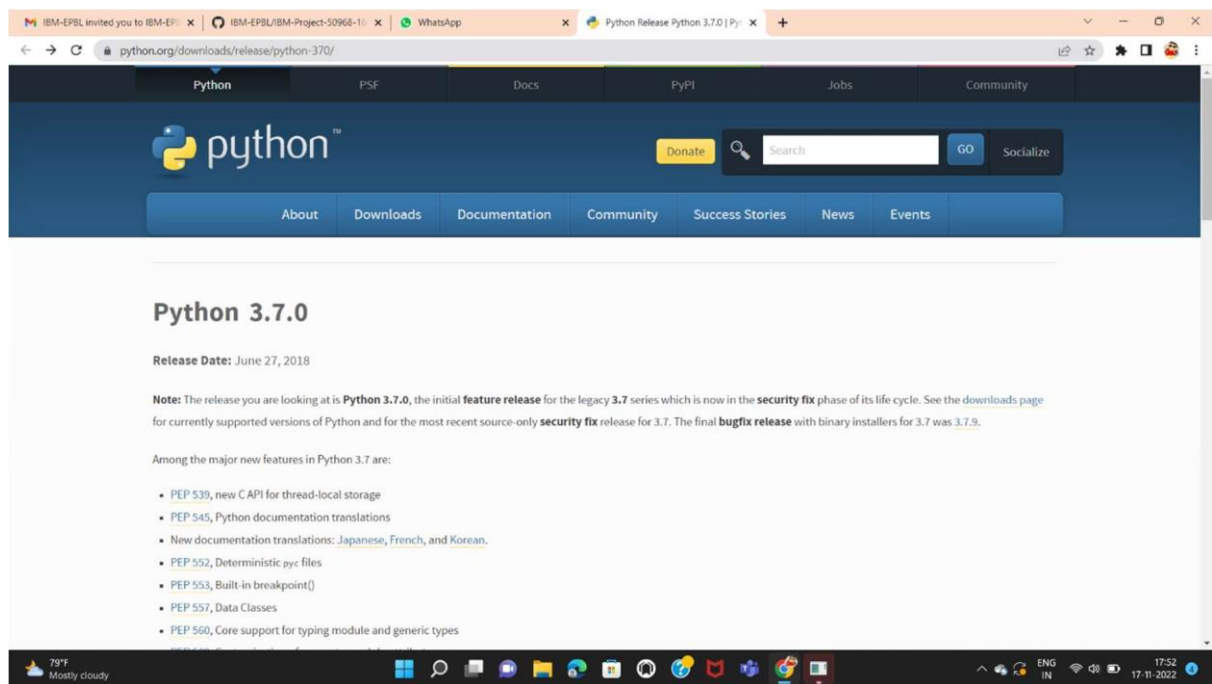 IBM-EPBL invited you to IBM-EP
IBM-EPBL/IBM-Project-50968-16
WhatsApp
Python Release Python 3.7.0 | Py
python.org/downloads/release/python-370/
Python
PSF
Docs
PyPI
Jobs
Community
python™
Donate
Search
GO
Socialize
About
Downloads
Documentation
Community
Success Stories
News
Events
Python 3.7.0
Release Date: June 27, 2018
Note: The release you are looking at is Python 3.7.0, the initial feature release for the legacy 3.7 series which is now in the security fix phase of its life cycle. See the downloads page
for currently supported versions of Python and for the most recent source-only security fix release for 3.7. The final bugfix release with binary installers for 3.7 was 3.7.9.
Among the major new features in Python 3.7 are:
• PEP 539, new C API for thread-local storage
• PEP 545, Python documentation translations
• New documentation translations: Japanese, French, and Korean.
• PEP 552, Deterministic pyc files
• PEP 553, Built-in breakpoint()
• PEP 557, Data Classes
• PEP 560, Core support for typing module and generic types
79°F
Mostly cloudy
ENG
IN
17:52
17-11-2022